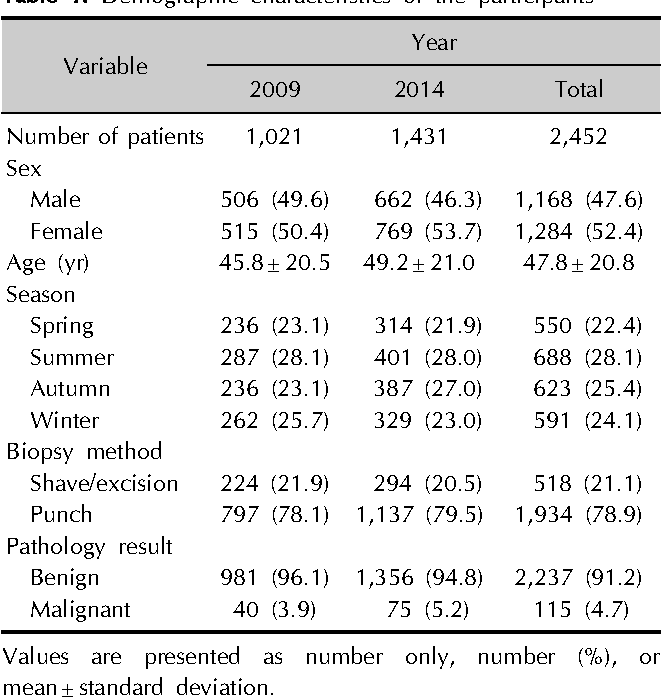 Demographic characteristics of the participants
Year
Variable
2009 2014 Total
Number of patients 1,021 1,431 2,452
Sex
Male 506 (49.6) 662 (46.3) 1,168 (47.6)
Female 515 (50.4) 769 (53.7) 1,284 (52.4)
Age (yr) 45.8±20.5 49.2±21.0 47.8±20.8
Season
Spring 236 (23.1) 314 (21.9) 550 (22.4)
Summer 287 (28.1) 401 (28.0) 688 (28.1)
Autumn 236 (23.1) 387 (27.0) 623 (25.4)
Winter 262 (25.7) 329 (23.0) 591 (24.1)
Biopsy method
Shave/excision 224 (21.9) 294 (20.5) 518 (21.1)
Punch 797 (78.1) 1,137 (79.5) 1,934 (78.9)
Pathology result
Benign 981 (96.1) 1,356 (94.8) 2,237 (91.2)
Malignant 40 (3.9) 75 (5.2) 115 (4.7)
Values are presented as number only, number (%), or
mean±standard deviation.